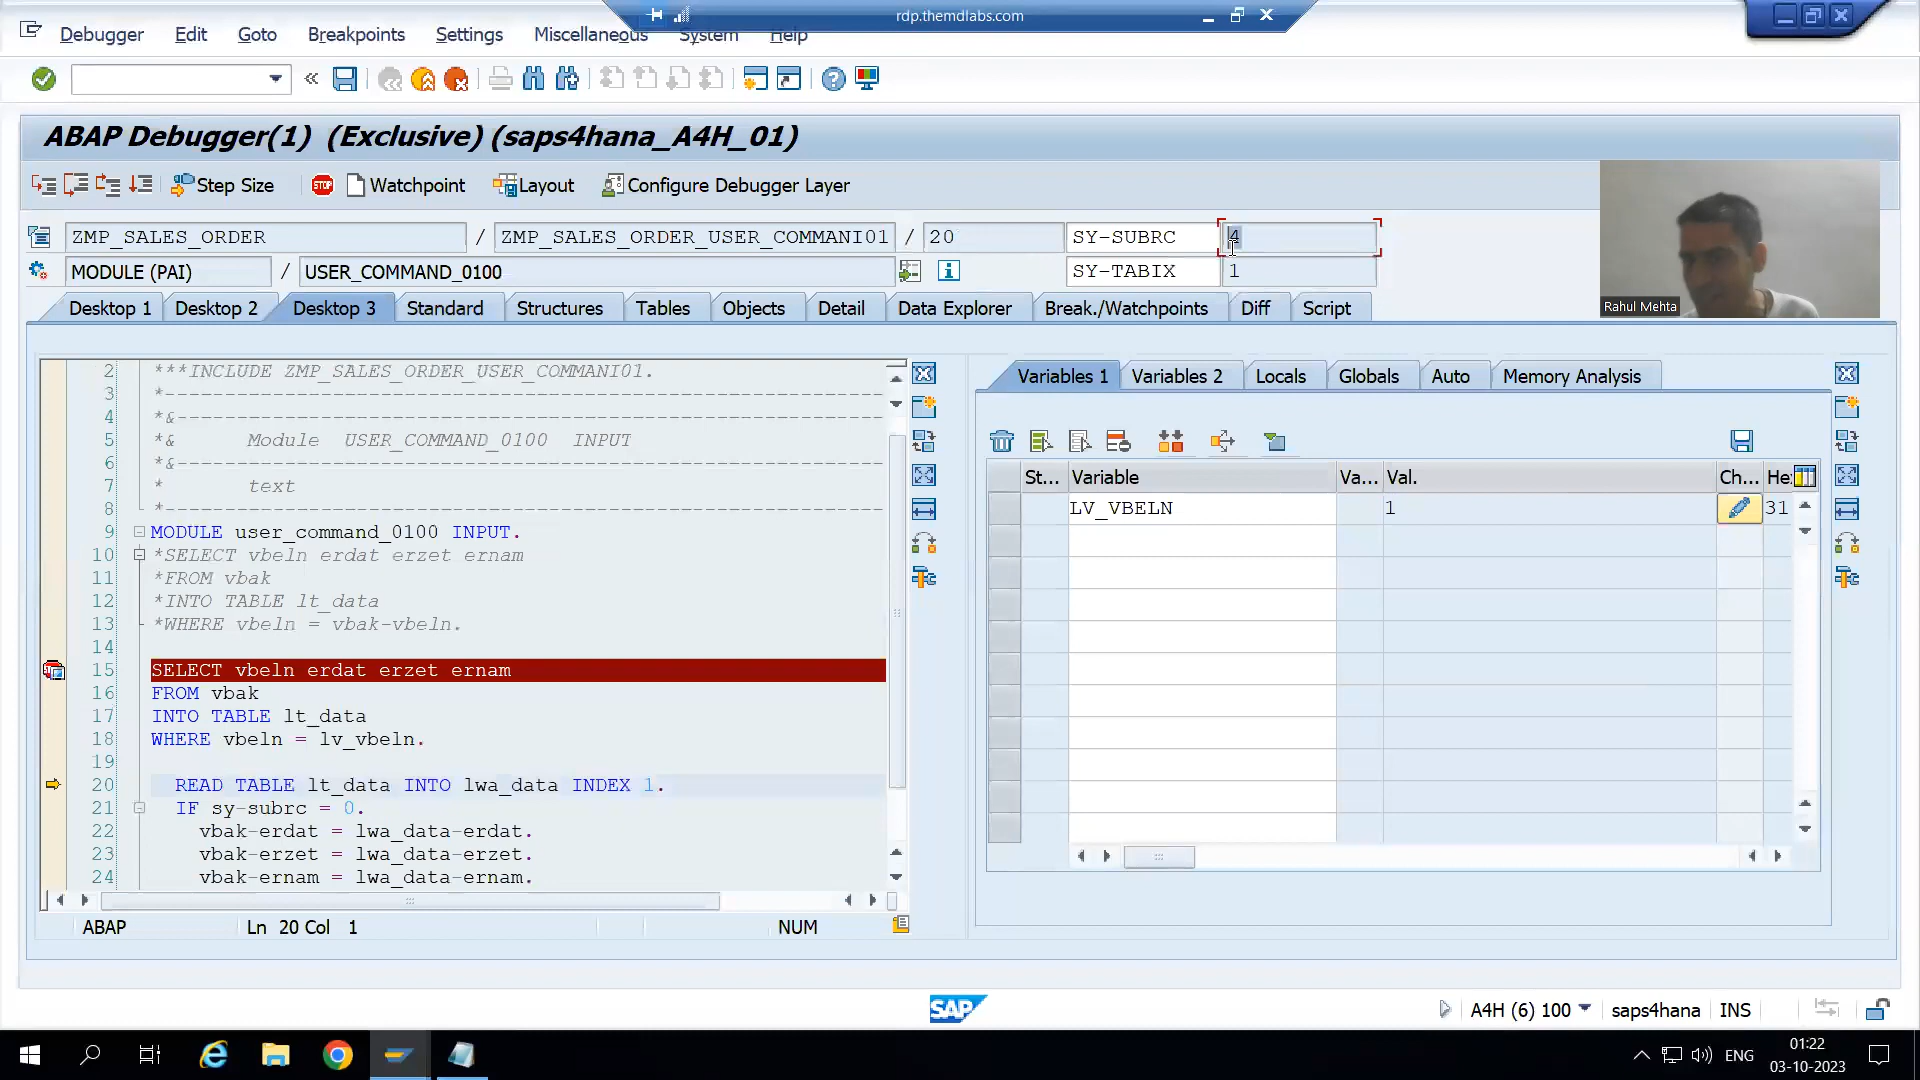 rdp.themdlabs.com
Debugger Edit Goto Breakpoints Settings Miscellaneous System Help
ABAP Debugger(1) (Exclusive) (saps4hana_A4H_01)
Step Size STOP Watchpoint Layout Configure Debugger Layer
ZMP_SALES_ORDER / ZMP_SALES_ORDER_USER_COMMANI01 / 20 SY-SUBRC 4
MODULE (PAI) / USER_COMMAND_0100 SY-TABIX 1
Rahul Mehta
Desktop 1 Desktop 2 Desktop 3 Standard Structures Tables Objects Detail Data Explorer Break./Watchpoints Diff Script
Variables 1 Variables 2 Locals Globals Auto Memory Analysis
St... Variable Va... Val. Ch... He
LV_VBELN 1 31
2 ***INCLUDE ZMP_SALES_ORDER_USER_COMMANI01.
3 *----------------------------------------------------------------------
4 *&---------------------------------------------------------------------
5 *& Module USER_COMMAND_0100 INPUT
6 *&---------------------------------------------------------------------
7 * text
8 *----------------------------------------------------------------------
9 MODULE user_command_0100 INPUT.
10 *SELECT vbeln erdat erzet ernam
11 *FROM vbak
12 *INTO TABLE lt_data
13 *WHERE vbeln = vbak-vbeln.
14
15 SELECT vbeln erdat erzet ernam
16 FROM vbak
17 INTO TABLE lt_data
18 WHERE vbeln = lv_vbeln.
19
20 READ TABLE lt_data INTO lwa_data INDEX 1.
21 IF sy-subrc = 0.
22 vbak-erdat = lwa_data-erdat.
23 vbak-erzet = lwa_data-erzet.
24 vbak-ernam = lwa_data-ernam.
ABAP Ln 20 Col 1 NUM
SAP
A4H (6) 100 saps4hana INS
ENG
01:22
03-10-2023